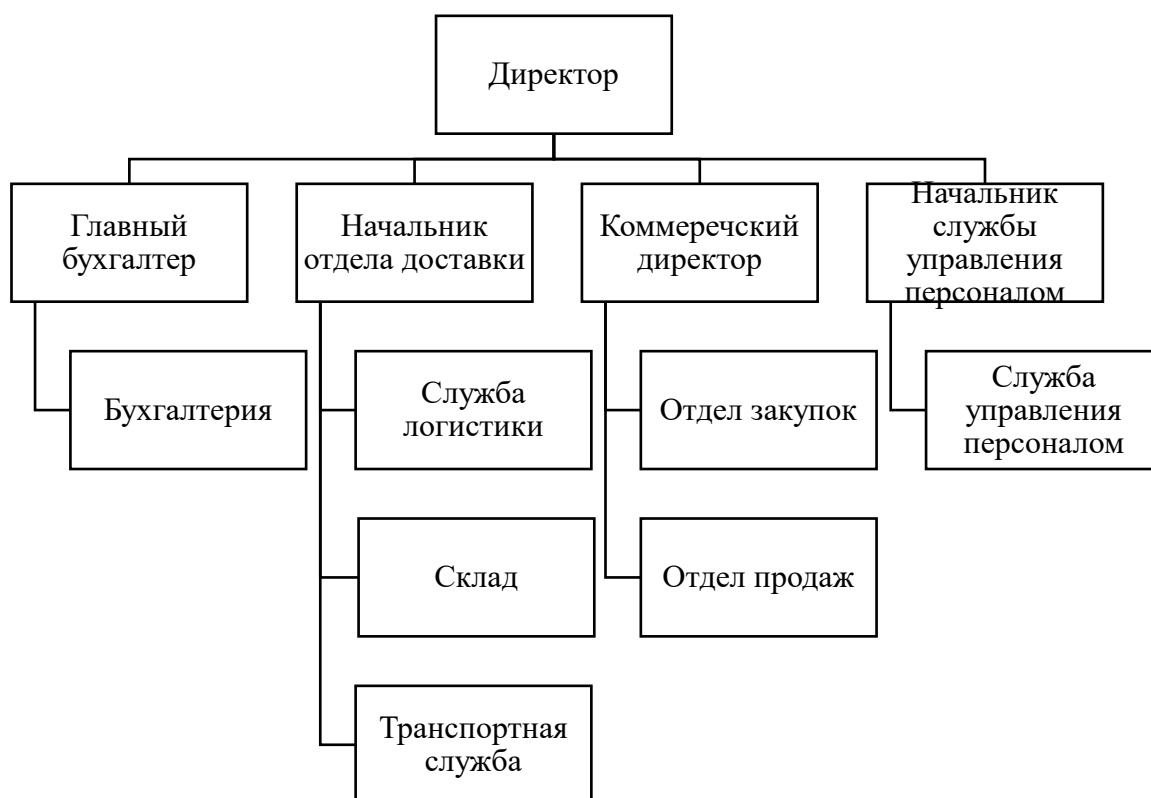 Директор
Главный
бухгалтер
Начальник
отдела доставки
Коммеречский
директор
Начальник
службы
управления
персоналом
Бухгалтерия
Служба
логистики
Отдел закупок
Служба
управления
персоналом
Склад
Отдел продаж
Транспортная
служба